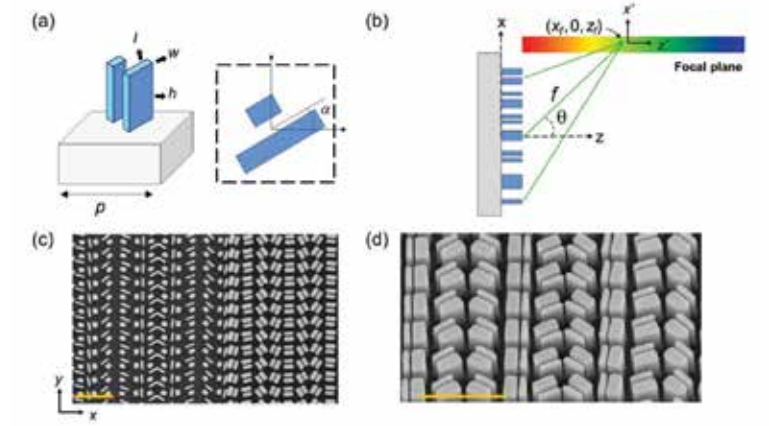 (a)
l
w
h
p
α
(b)
x
(xf, 0, zf)
x'
z'
Focal plane
f
θ
z
(c)
y
x
(d)